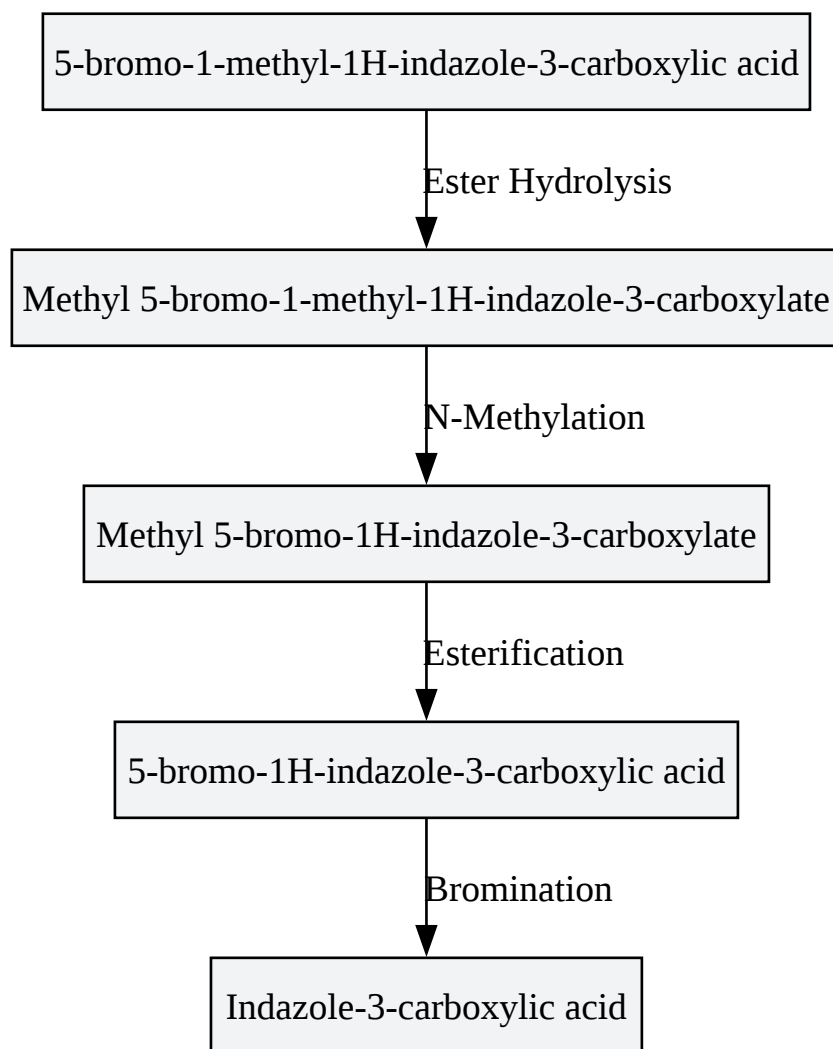 5-bromo-1-methyl-1H-indazole-3-carboxylic acid
Ester Hydrolysis
Methyl 5-bromo-1-methyl-1H-indazole-3-carboxylate
N-Methylation
Methyl 5-bromo-1H-indazole-3-carboxylate
Esterification
5-bromo-1H-indazole-3-carboxylic acid
Bromination
Indazole-3-carboxylic acid